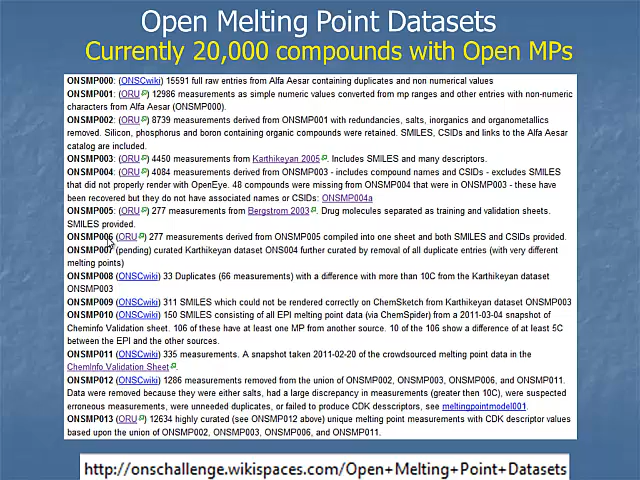 Open Melting Point Datasets
Currently 20,000 compounds with Open MPs
ONSMP000: (ONSCwiki) 15591 full raw entries from Alfa Aesar containing duplicates and non numerical values
ONSMP001: (ORU) 12986 measurements as simple numeric values converted from mp ranges and other entries with non-numeric
characters from Alfa Aesar (ONSMP000).
ONSMP002: (ORU) 8739 measurements derived from ONSMP001 with redundancies, salts, inorganics and organometallics
removed. Silicon, phosphorus and boron containing organic compounds were retained. SMILES, CSIDs and links to the Alfa Aesar
catalog are included.
ONSMP003: (ORU) 4450 measurements from Karthikeyan 2005. Includes SMILES and many descriptors.
ONSMP004: (ORU) 4084 measurements derived from ONSMP003 - includes compound names and CSIDs - excludes SMILES
that did not properly render with OpenEye. 48 compounds were missing from ONSMP004 that were in ONSMP003 - these have
been recovered but they do not have associated names or CSIDs: ONSMP004a
ONSMP005: (ORU) 277 measurements from Bergstrom 2003. Drug molecules separated as training and validation sheets.
SMILES provided.
ONSMP006 (ORU) 277 measurements derived from ONSMP005 compiled into one sheet and both SMILES and CSIDs provided.
ONSMP007 (pending) curated Karthikeyan dataset ONS004 further curated by removal of all duplicate entries (with very different
melting points)
ONSMP008 (ONSCwiki) 33 Duplicates (66 measurements) with a difference with more than 10C from the Karthikeyan dataset
ONSMP003
ONSMP009 (ONSCwiki) 311 SMILES which could not be rendered correctly on ChemSketch from Karthikeyan dataset ONSMP003
ONSMP010 (ONSCwiki) 150 SMILES consisting of all EPI melting point data (via ChemSpider) from a 2011-03-04 snapshot of
Cheminfo Validation sheet. 106 of these have at least one MP from another source. 10 of the 106 show a difference of at least 5C
between the EPI and the other sources.
ONSMP011 (ONSCwiki) 335 measurements. A snapshot taken 2011-02-20 of the crowdsourced melting point data in the
ChemInfo Validation Sheet.
ONSMP012 (ONSCwiki) 1286 measurements removed from the union of ONSMP002, ONSMP003, ONSMP006, and ONSMP011.
Data were removed because they were either salts, had a large discrepancy in measurements (greater then 10C), were suspected
erroneous measurements, were unneeded duplicates, or failed to produce CDK desscriptors, see meltingpointmodel001.
ONSMP013 (ORU) 12634 highly curated (see ONSMP012 above) unique melting point measurements with CDK descriptor values
based upon the union of ONSMP002, ONSMP003, ONSMP006, and ONSMP011.
http://onschallenge.wikispaces.com/Open+Melting+Point+Datasets